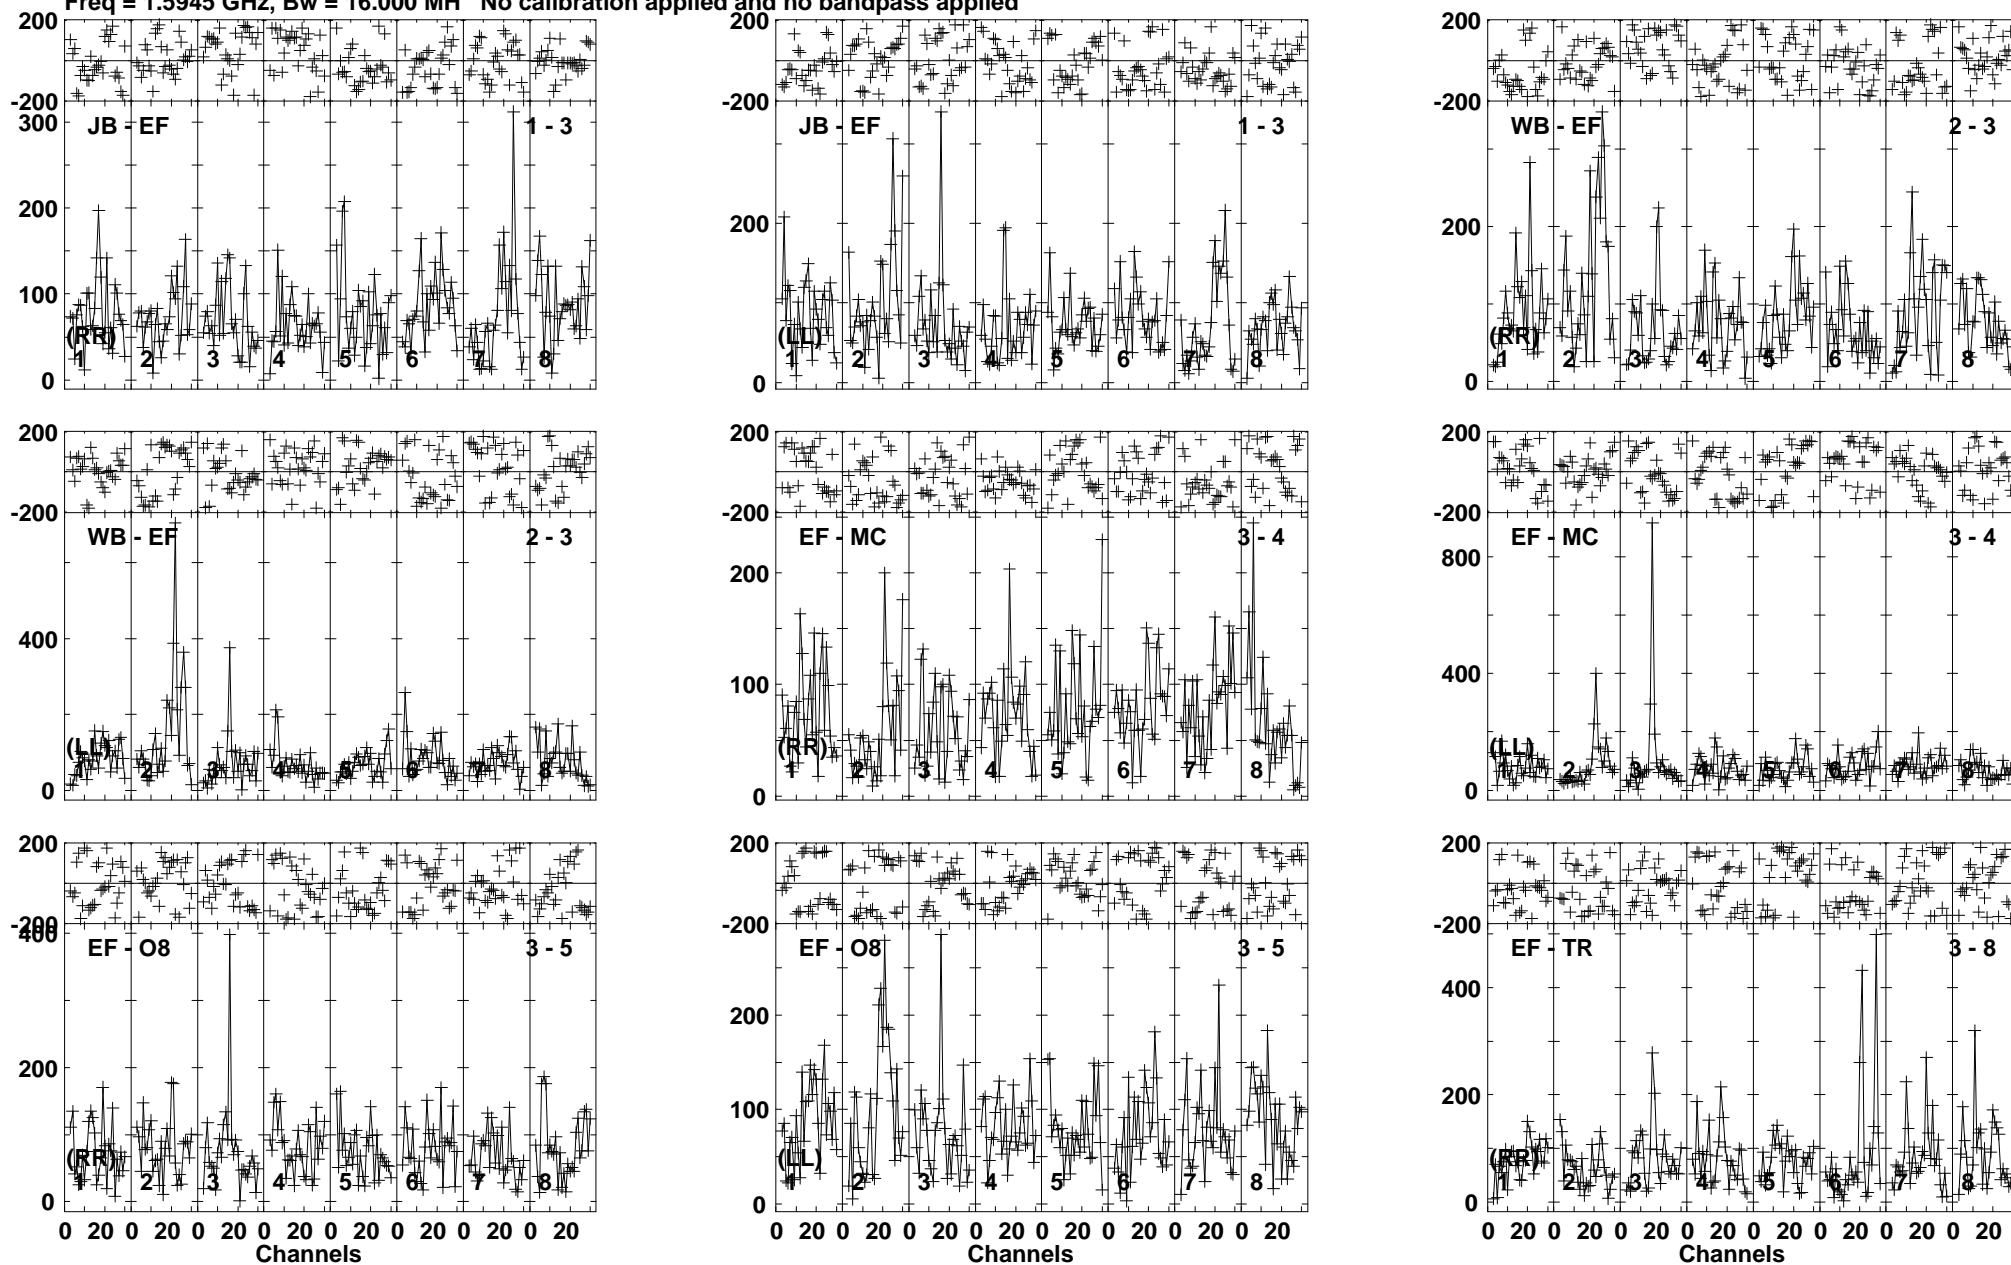 Freq = 1.5945 GHz, Bw = 16.000 MH No calibration applied and no bandpass applied
200 200 200
-200 -200 -200
300 JB - EF 1 - 3 JB - EF 1 - 3 WB - EF 2 - 3
200 200 200
100
(RR) (LL) (RR)
1 2 3 4 5 6 7 8 1 2 3 4 5 6 7 8 1 2 3 4 5 6 7 8
0 0 0
200 200 200
-200 -200 -200
WB - EF 2 - 3 EF - MC 3 - 4 EF - MC 3 - 4
400 200 800
100 400
(LL) (RR) (LL)
1 2 3 4 5 6 7 8 1 2 3 4 5 6 7 8 1 2 3 4 5 6 7 8
0 0 0
200 200 200
-200 -200 -200
400 EF - O8 3 - 5 EF - O8 3 - 5 EF - TR 3 - 8
200 200 400
100 200
(RR) (LL) (RR)
1 2 3 4 5 6 7 8 1 2 3 4 5 6 7 8 1 2 3 4 5 6 7 8
0 0 0
0 20 0 20 0 20 0 20 0 20 0 20 0 20 0 20 0 20 0 20 0 20 0 20 0 20 0 20 0 20 0 20 0 20 0 20 0 20 0 20 0 20 0 20 0 20 0 20
Channels Channels Channels